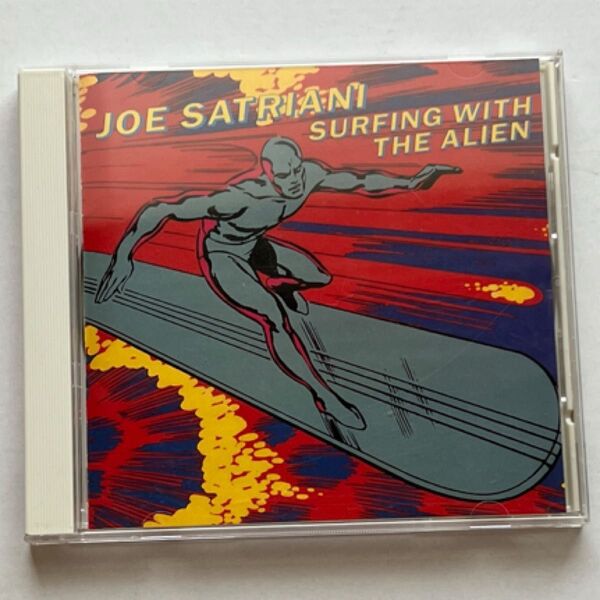 JOE SATRIANI
SURFING WITH
THE ALIEN